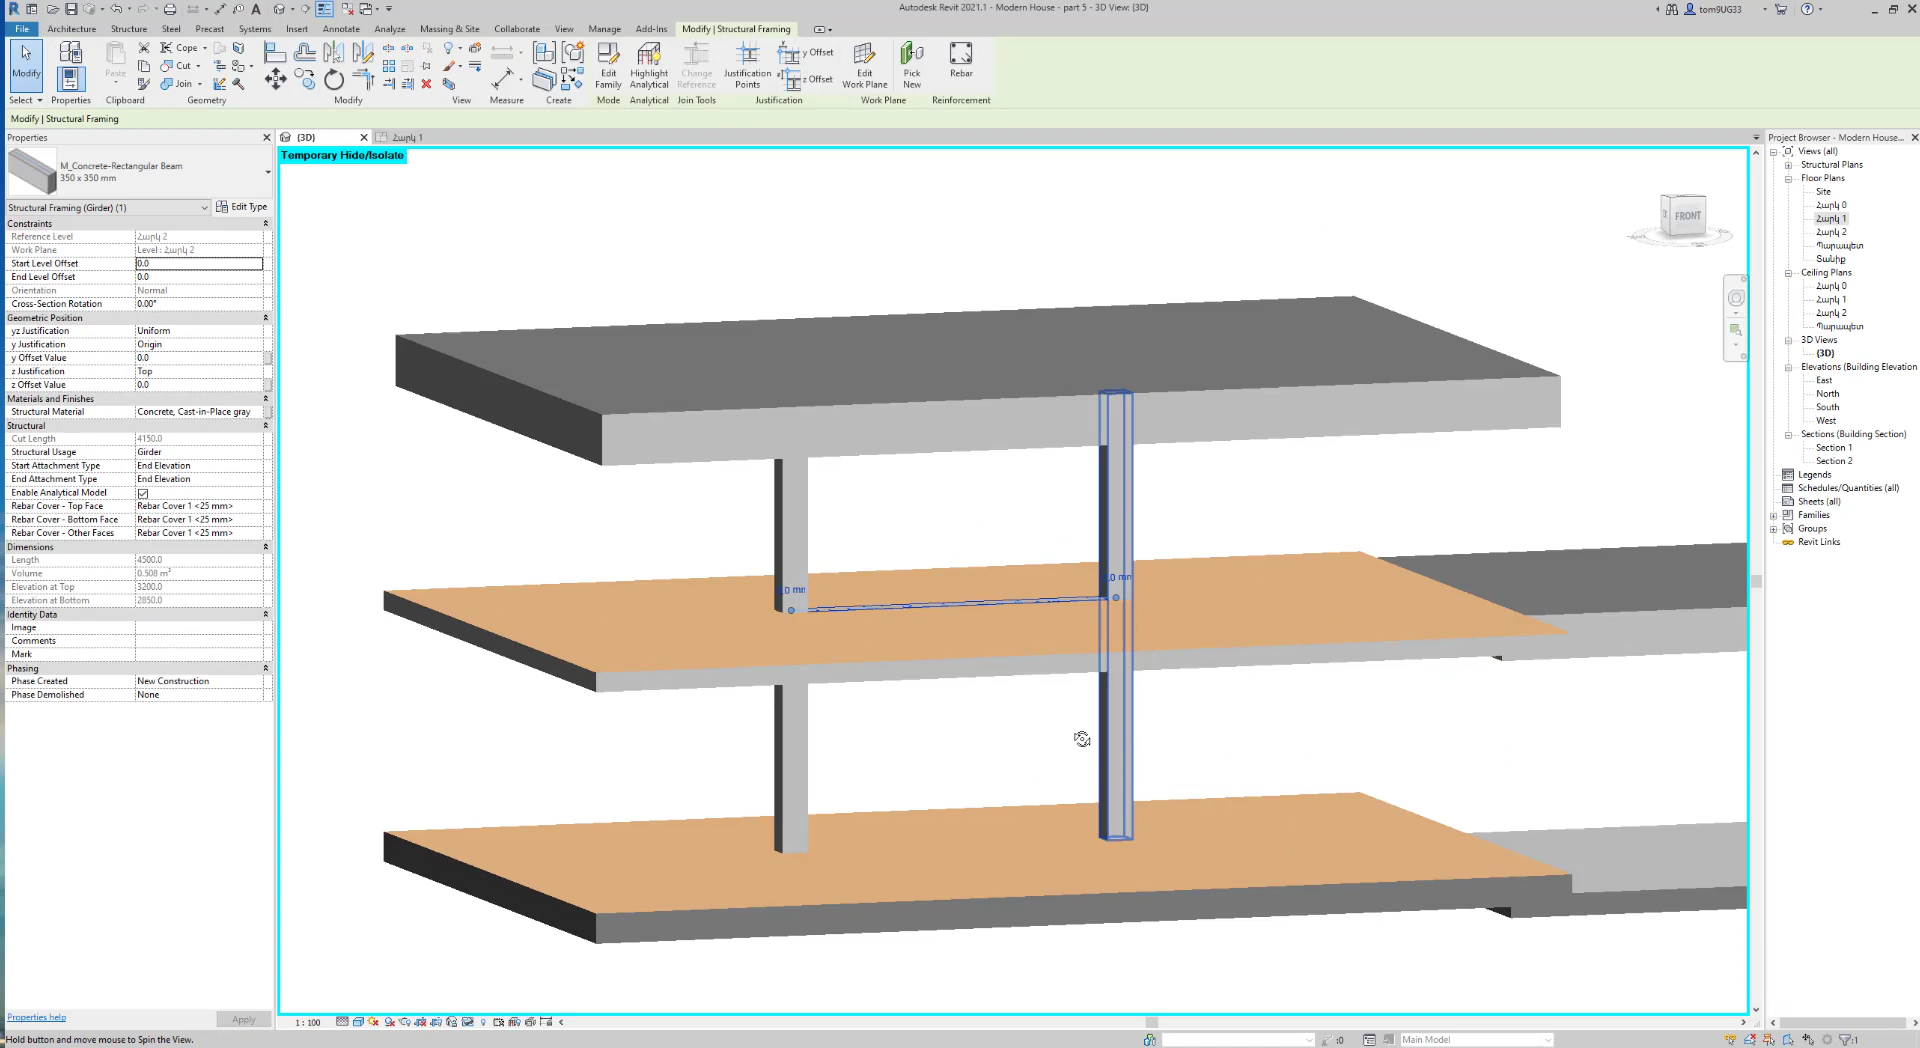 Autodesk Revit 2021.1 - Modern House - part 5 - 3D View: {3D}
tom9UG33
File Architecture Structure Steel Precast Systems Insert Annotate Analyze Massing & Site Collaborate View Manage Add-Ins Modify | Structural Framing
Modify
Select
Properties
Paste
Clipboard
Cope
Cut
Join
Geometry
Modify
View
Measure
Create
Edit Family
Mode
Highlight Analytical
Analytical
Change Reference
Join Tools
Justification Points
y Offset
z Offset
Justification
Edit Work Plane
Work Plane
Pick New
Rebar
Reinforcement
Modify | Structural Framing
Properties
M_Concrete-Rectangular Beam
350 x 350 mm
Structural Framing (Girder) (1)
Edit Type
Constraints
Reference Level Հարկ 2
Work Plane Level : Հարկ 2
Start Level Offset 0.0
End Level Offset 0.0
Orientation Normal
Cross-Section Rotation 0.00°
Geometric Position
yz Justification Uniform
y Justification Origin
y Offset Value 0.0
z Justification Top
z Offset Value 0.0
Materials and Finishes
Structural Material Concrete, Cast-in-Place gray
Structural
Cut Length 4150.0
Structural Usage Girder
Start Attachment Type End Elevation
End Attachment Type End Elevation
Enable Analytical Model
Rebar Cover - Top Face Rebar Cover 1 <25 mm>
Rebar Cover - Bottom Face Rebar Cover 1 <25 mm>
Rebar Cover - Other Faces Rebar Cover 1 <25 mm>
Dimensions
Length 4500.0
Volume 0.508 m³
Elevation at Top 3200.0
Elevation at Bottom 2850.0
Identity Data
Image
Comments
Mark
Phasing
Phase Created New Construction
Phase Demolished None
Properties help
Apply
Hold button and move mouse to Spin the View.
{3D}
Հարկ 1
Temporary Hide/Isolate
FRONT
1 : 100
:0
Main Model
:1
Project Browser - Modern House...
Views (all)
Structural Plans
Floor Plans
Site
Հարկ 0
Հարկ 1
Հարկ 2
Պարապետ
Տանիք
Ceiling Plans
Հարկ 0
Հարկ 1
Հարկ 2
Պարապետ
3D Views
{3D}
Elevations (Building Elevation
East
North
South
West
Sections (Building Section)
Section 1
Section 2
Legends
Schedules/Quantities (all)
Sheets (all)
Families
Groups
Revit Links